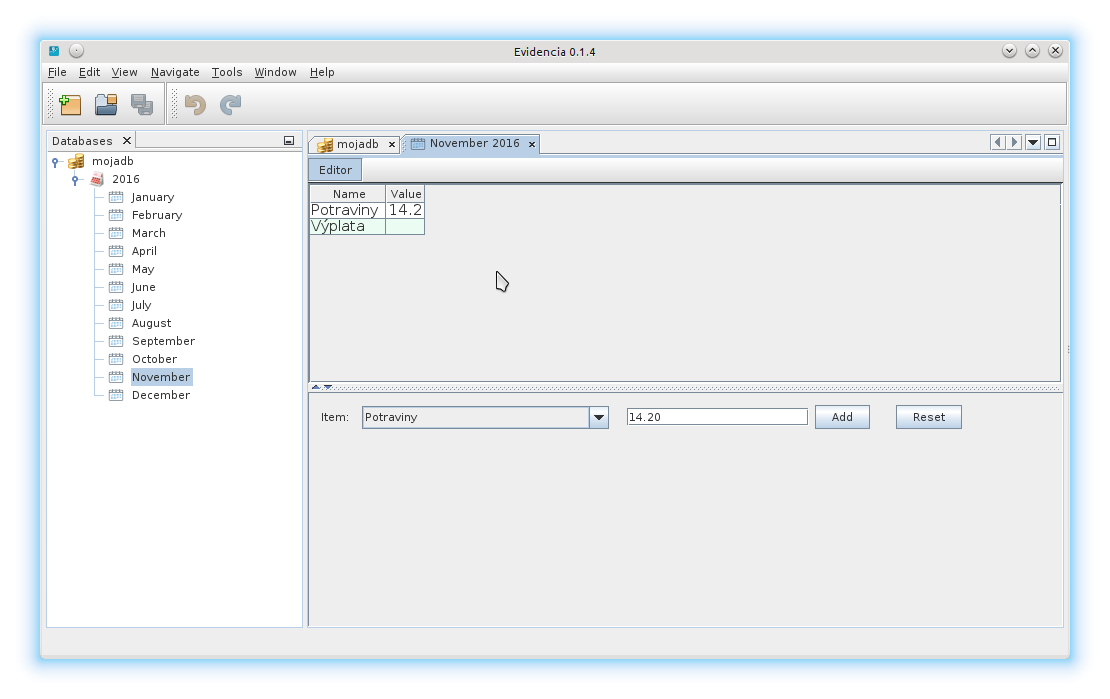 Evidencia 0.1.4
File Edit View Navigate Tools Window Help
Databases
mojadb
2016
January
February
March
April
May
June
July
August
September
October
November
December
mojadb November 2016
Editor
Name Value
Potraviny 14.2
Výplata
Item: Potraviny 14.20 Add Reset